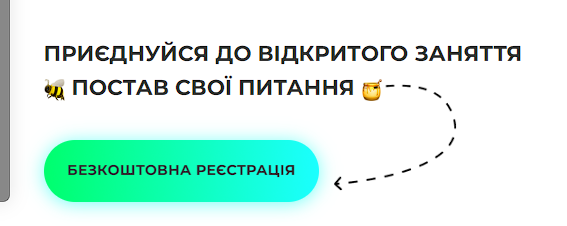 ПРИЄДНУЙСЯ ДО ВІДКРИТОГО ЗАНЯТТЯ
🐝 ПОСТАВ СВОЇ ПИТАННЯ 🍯
БЕЗКОШТОВНА РЕЄСТРАЦІЯ